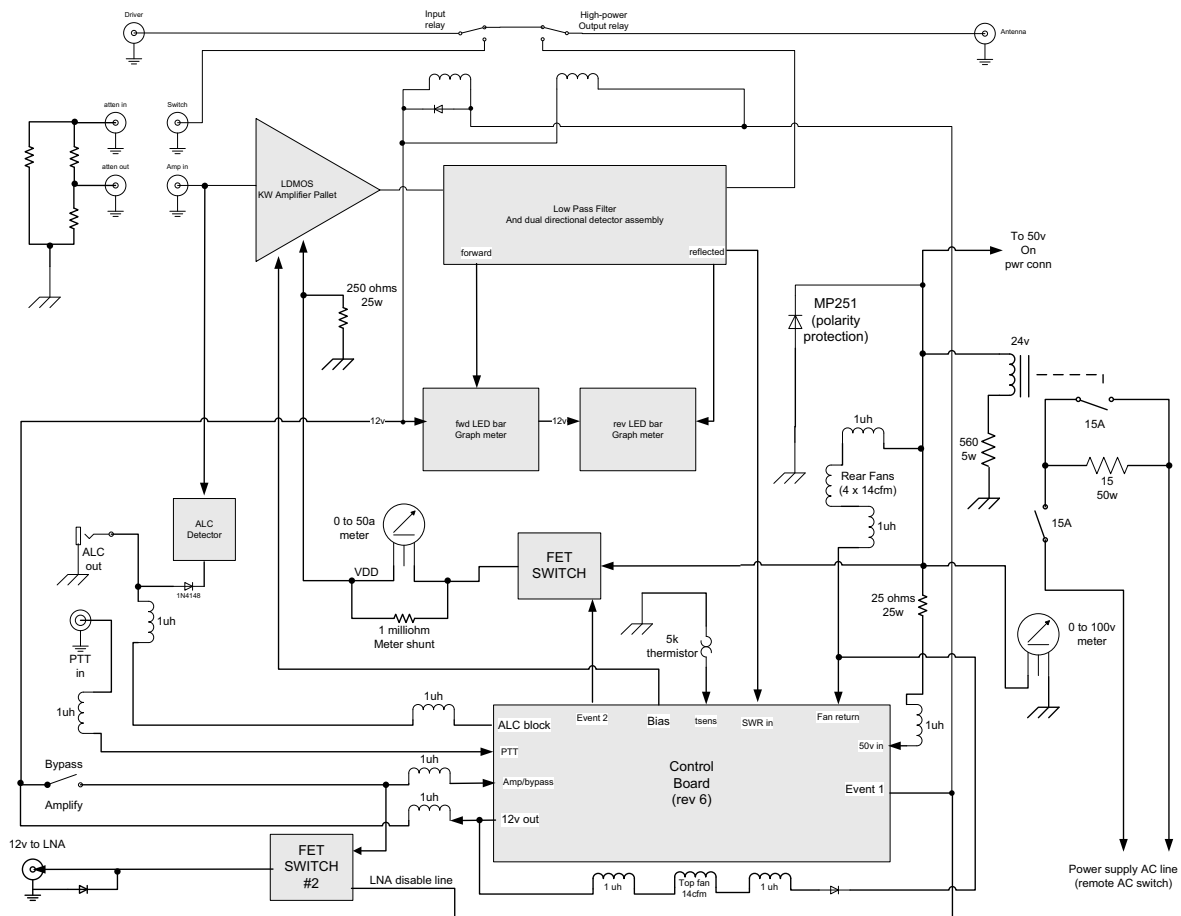 Driver
Input
relay
High-power
Output relay
Antenna
atten in
Switch
atten out
Amp in
LDMOS
KW Amplifier Pallet
Low Pass Filter
And dual directional detector assembly
forward
reflected
To 50v
On
pwr conn
250 ohms
25w
MP251
(polarity
protection)
24v
15A
560
5w
15
50w
15A
12v
fwd LED bar
Graph meter
12v
rev LED bar
Graph meter
1uh
Rear Fans
(4 x 14cfm)
1uh
ALC
Detector
0 to 50a
meter
FET
SWITCH
ALC
out
1N4148
VDD
1uh
1 milliohm
Meter shunt
25 ohms
25w
0 to 100v
meter
PTT
in
5k
thermistor
1uh
1uh
ALC block
Event 2
Bias
tsens
SWR in
Fan return
1uh
50v in
PTT
Bypass
Amplify
1uh
Amp/bypass
Control
Board
(rev 6)
Event 1
1uh
12v out
12v to LNA
FET
SWITCH
#2
LNA disable line
1 uh
Top fan
14cfm
1 uh
Power supply AC line
(remote AC switch)